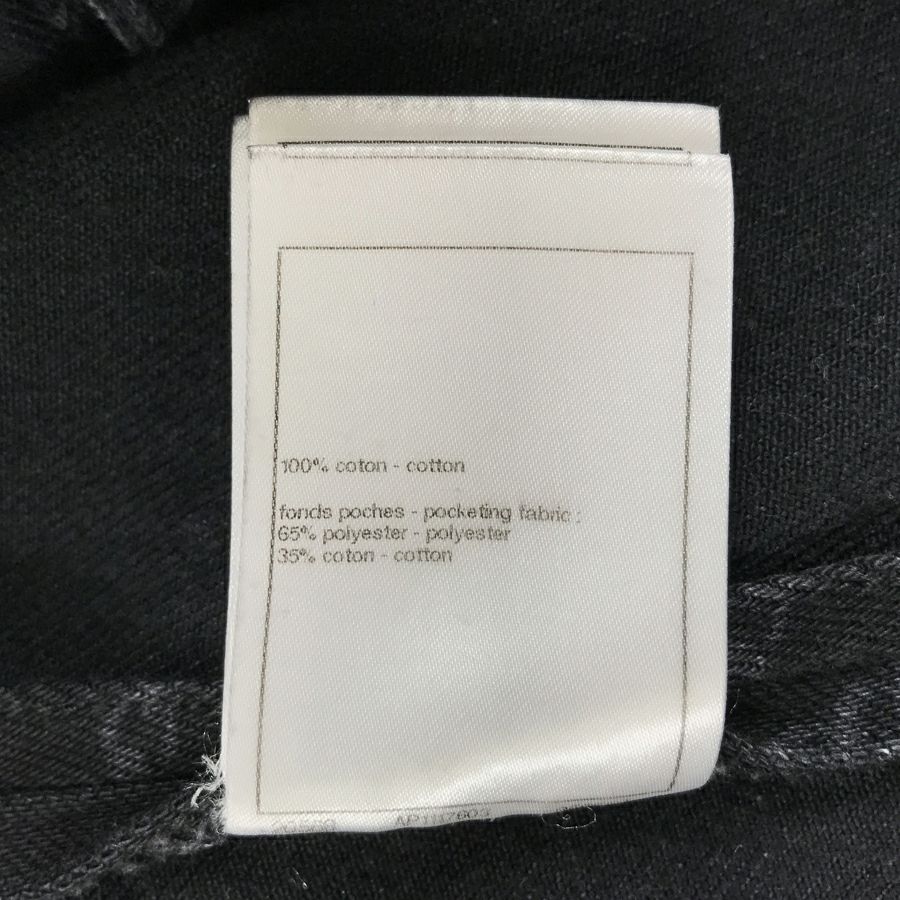 100% coton - cotton
fonds poches - pocketing fabric :
65% polyester - polyester
35% coton - cotton